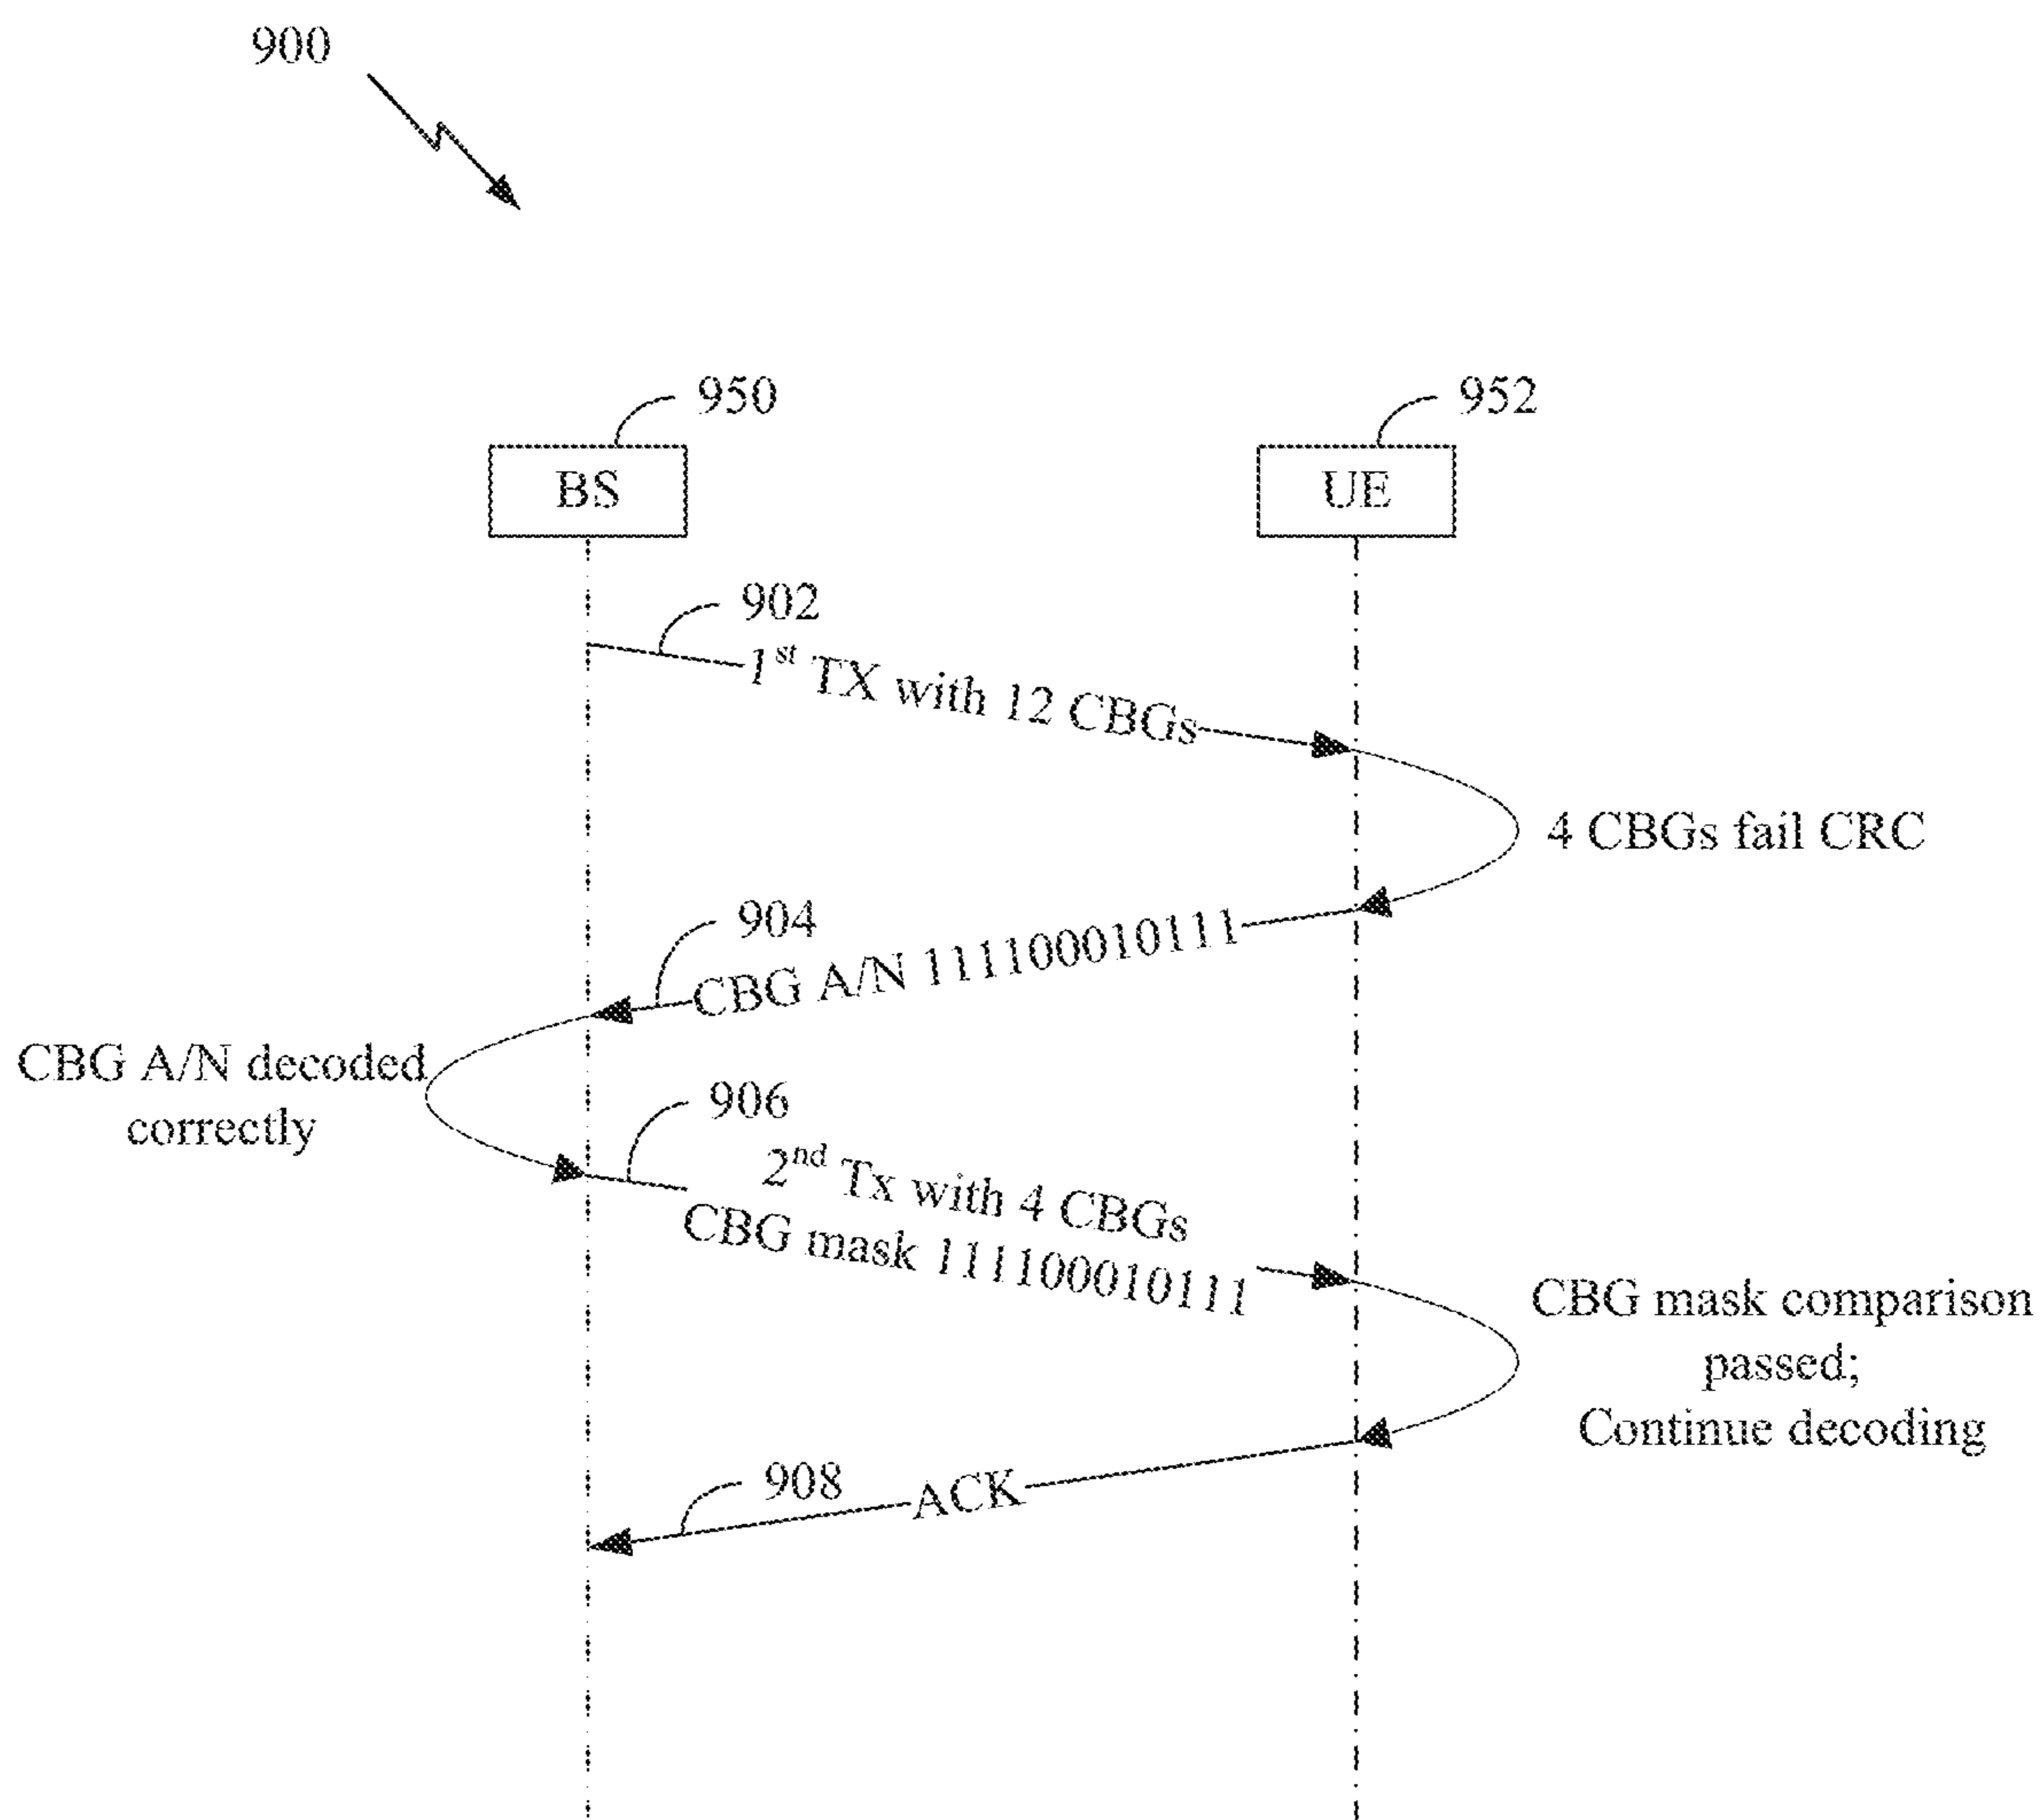 900
950
952
BS
UE
902
1st TX with 12 CBGs
4 CBGs fail CRC
904
CBG A/N 111100010111
CBG A/N decoded
correctly
906
2nd Tx with 4 CBGs
CBG mask 111100010111
CBG mask comparison
passed;
Continue decoding
908
ACK